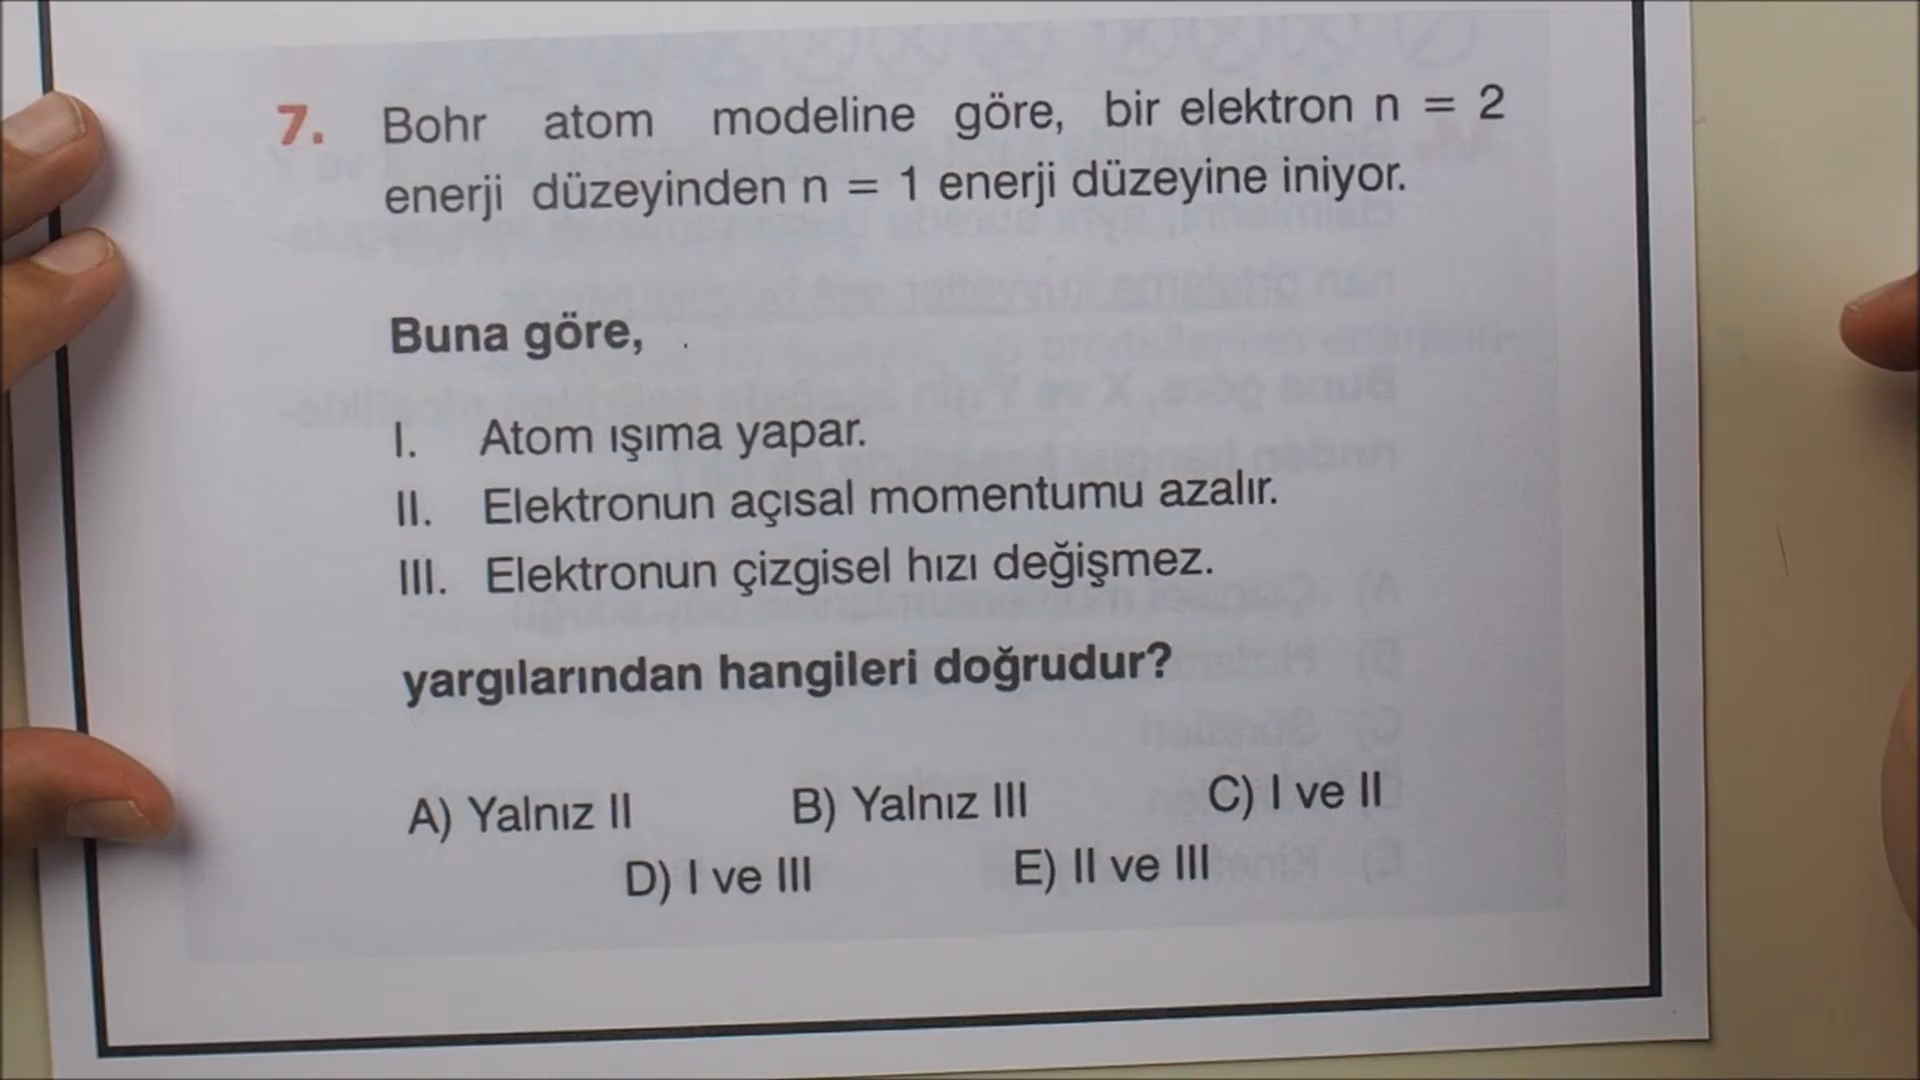 7. Bohr atom modeline göre, bir elektron n = 2
enerji düzeyinden n = 1 enerji düzeyine iniyor.
Buna göre,
I. Atom ışıma yapar.
II. Elektronun açısal momentumu azalır.
III. Elektronun çizgisel hızı değişmez.
yargılarından hangileri doğrudur?
A) Yalnız II B) Yalnız III C) I ve II
D) I ve III E) II ve III